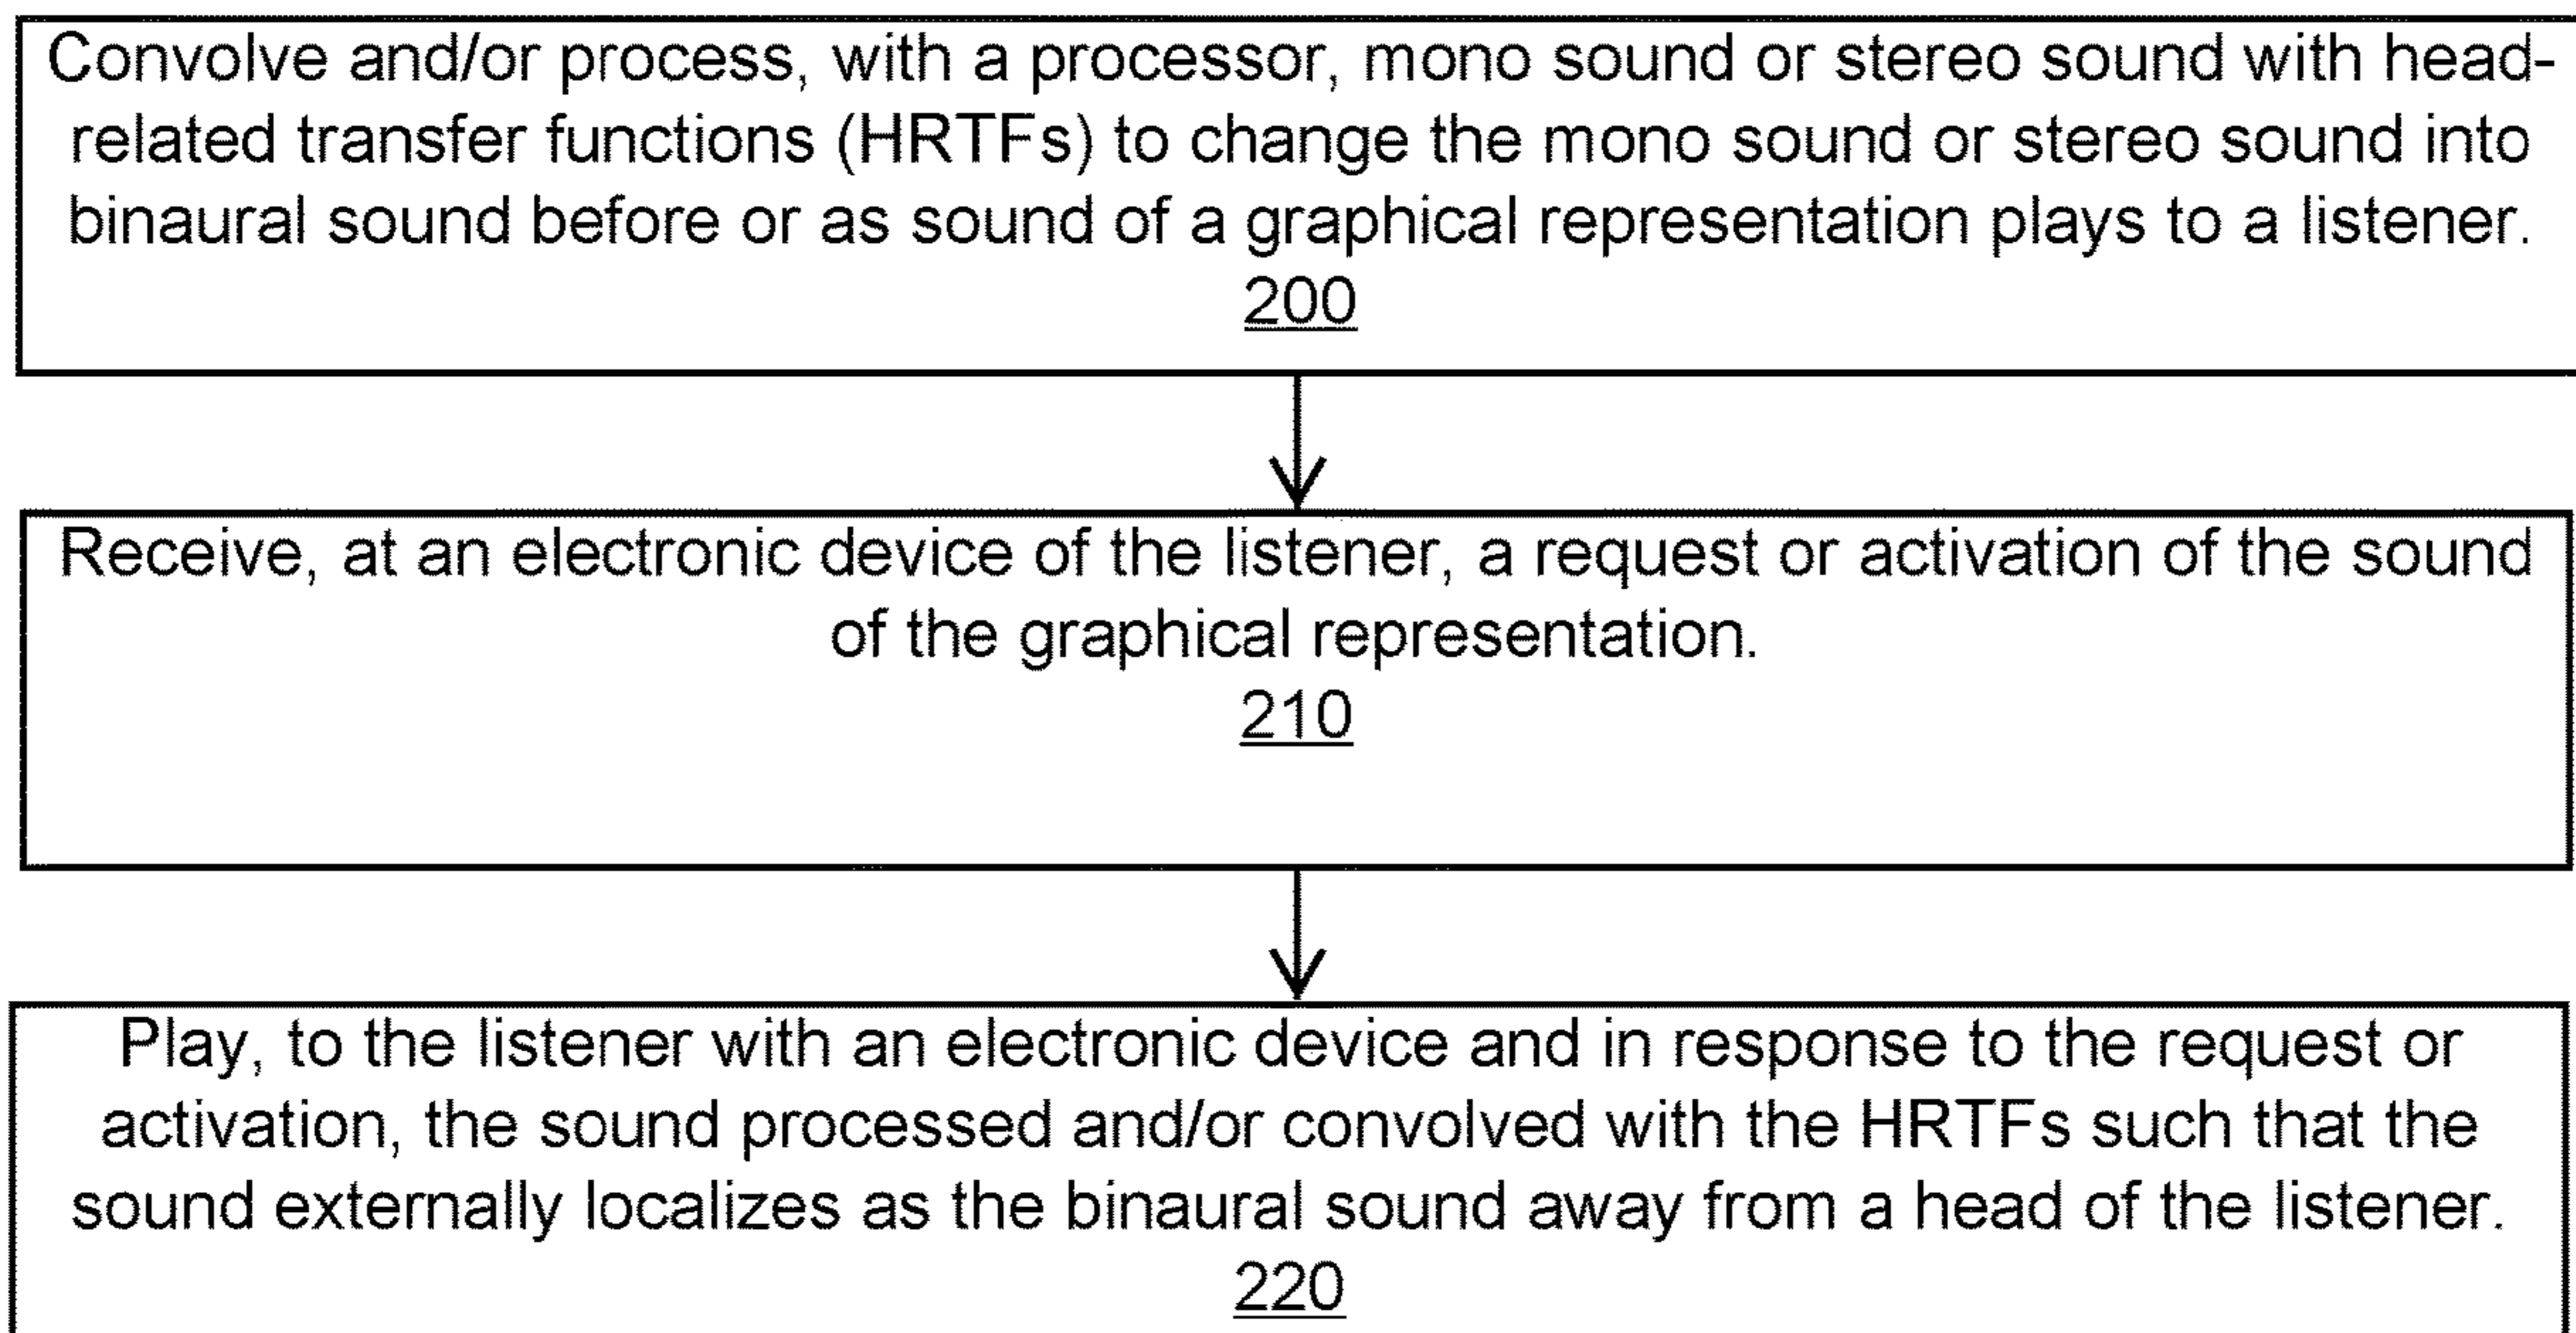 Convolve and/or process, with a processor, mono sound or stereo sound with head-
related transfer functions (HRTFs) to change the mono sound or stereo sound into
binaural sound before or as sound of a graphical representation plays to a listener.
200
Receive, at an electronic device of the listener, a request or activation of the sound
of the graphical representation.
210
Play, to the listener with an electronic device and in response to the request or
activation, the sound processed and/or convolved with the HRTFs such that the
sound externally localizes as the binaural sound away from a head of the listener.
220